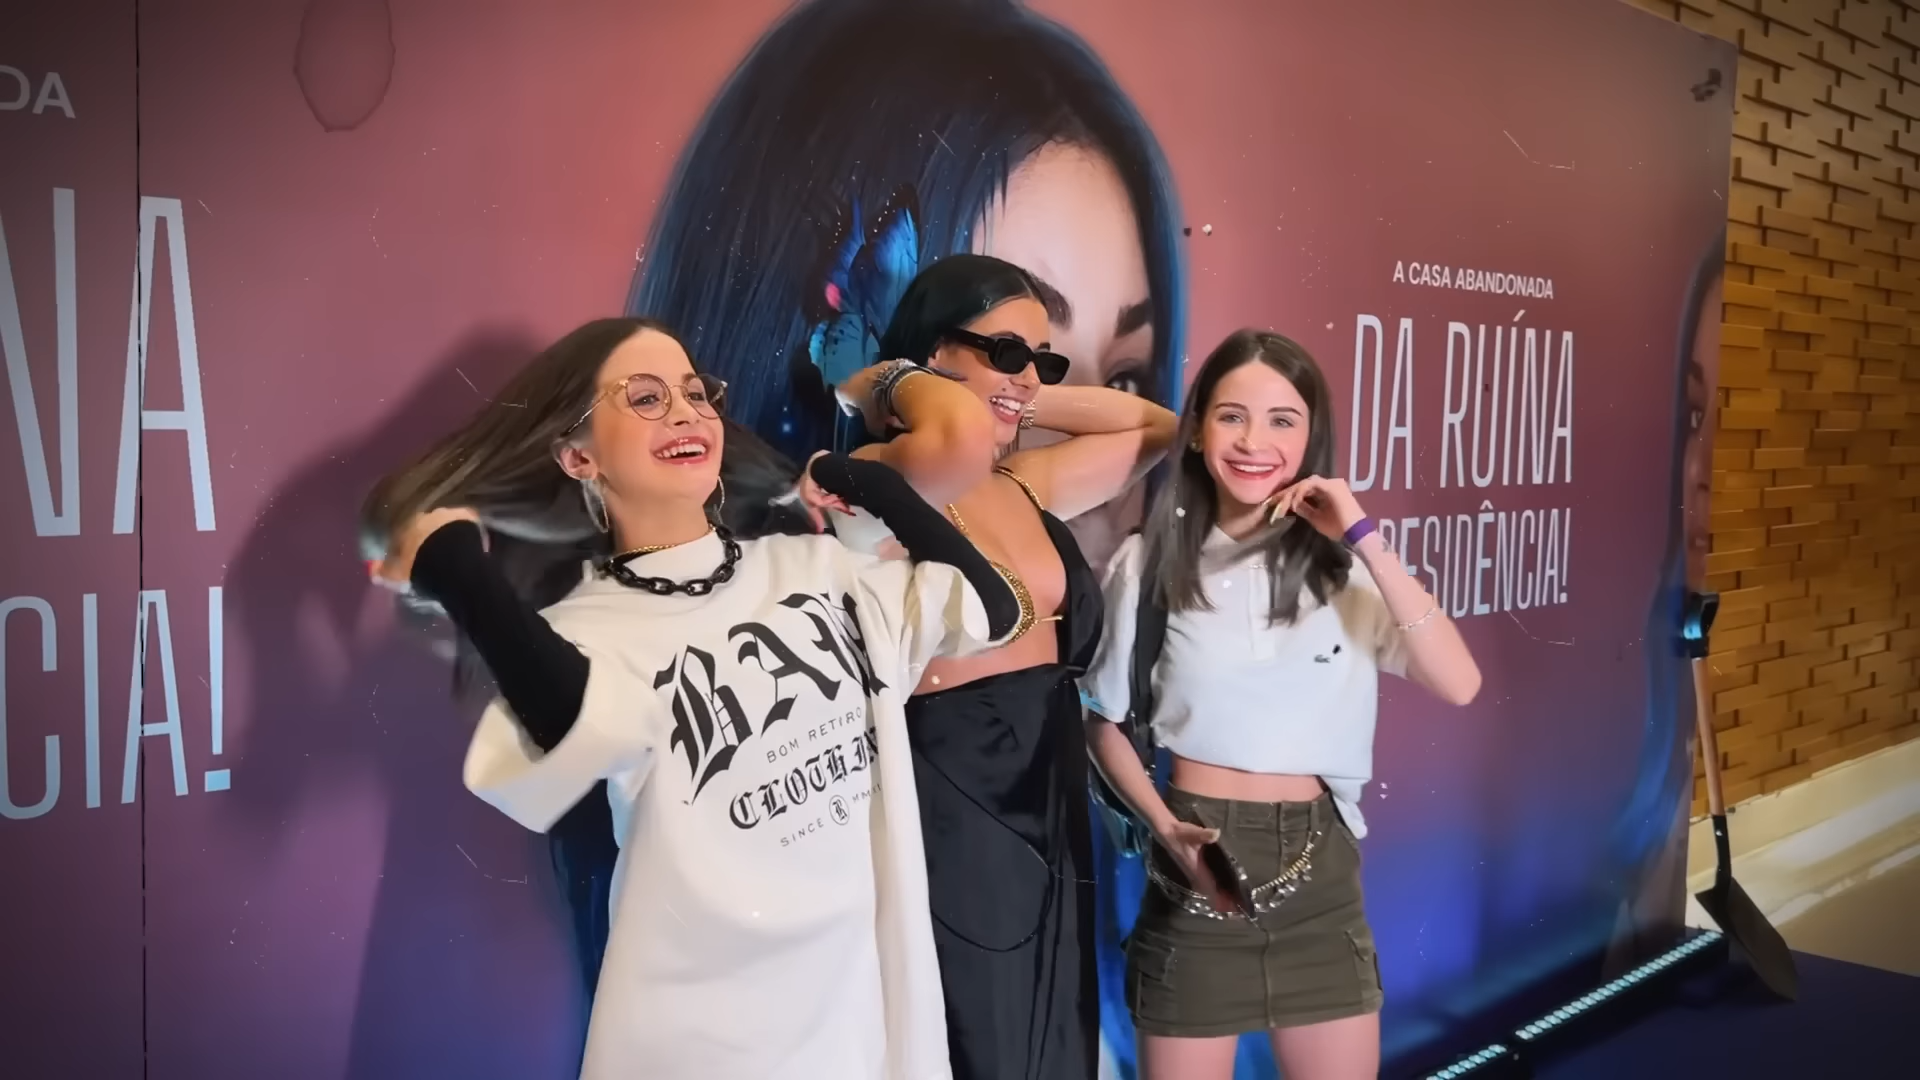 DA
NA
CIA!
A CASA ABANDONADA
DA RUÍNA
RESIDÊNCIA!
BOM RETIRO
SINCE